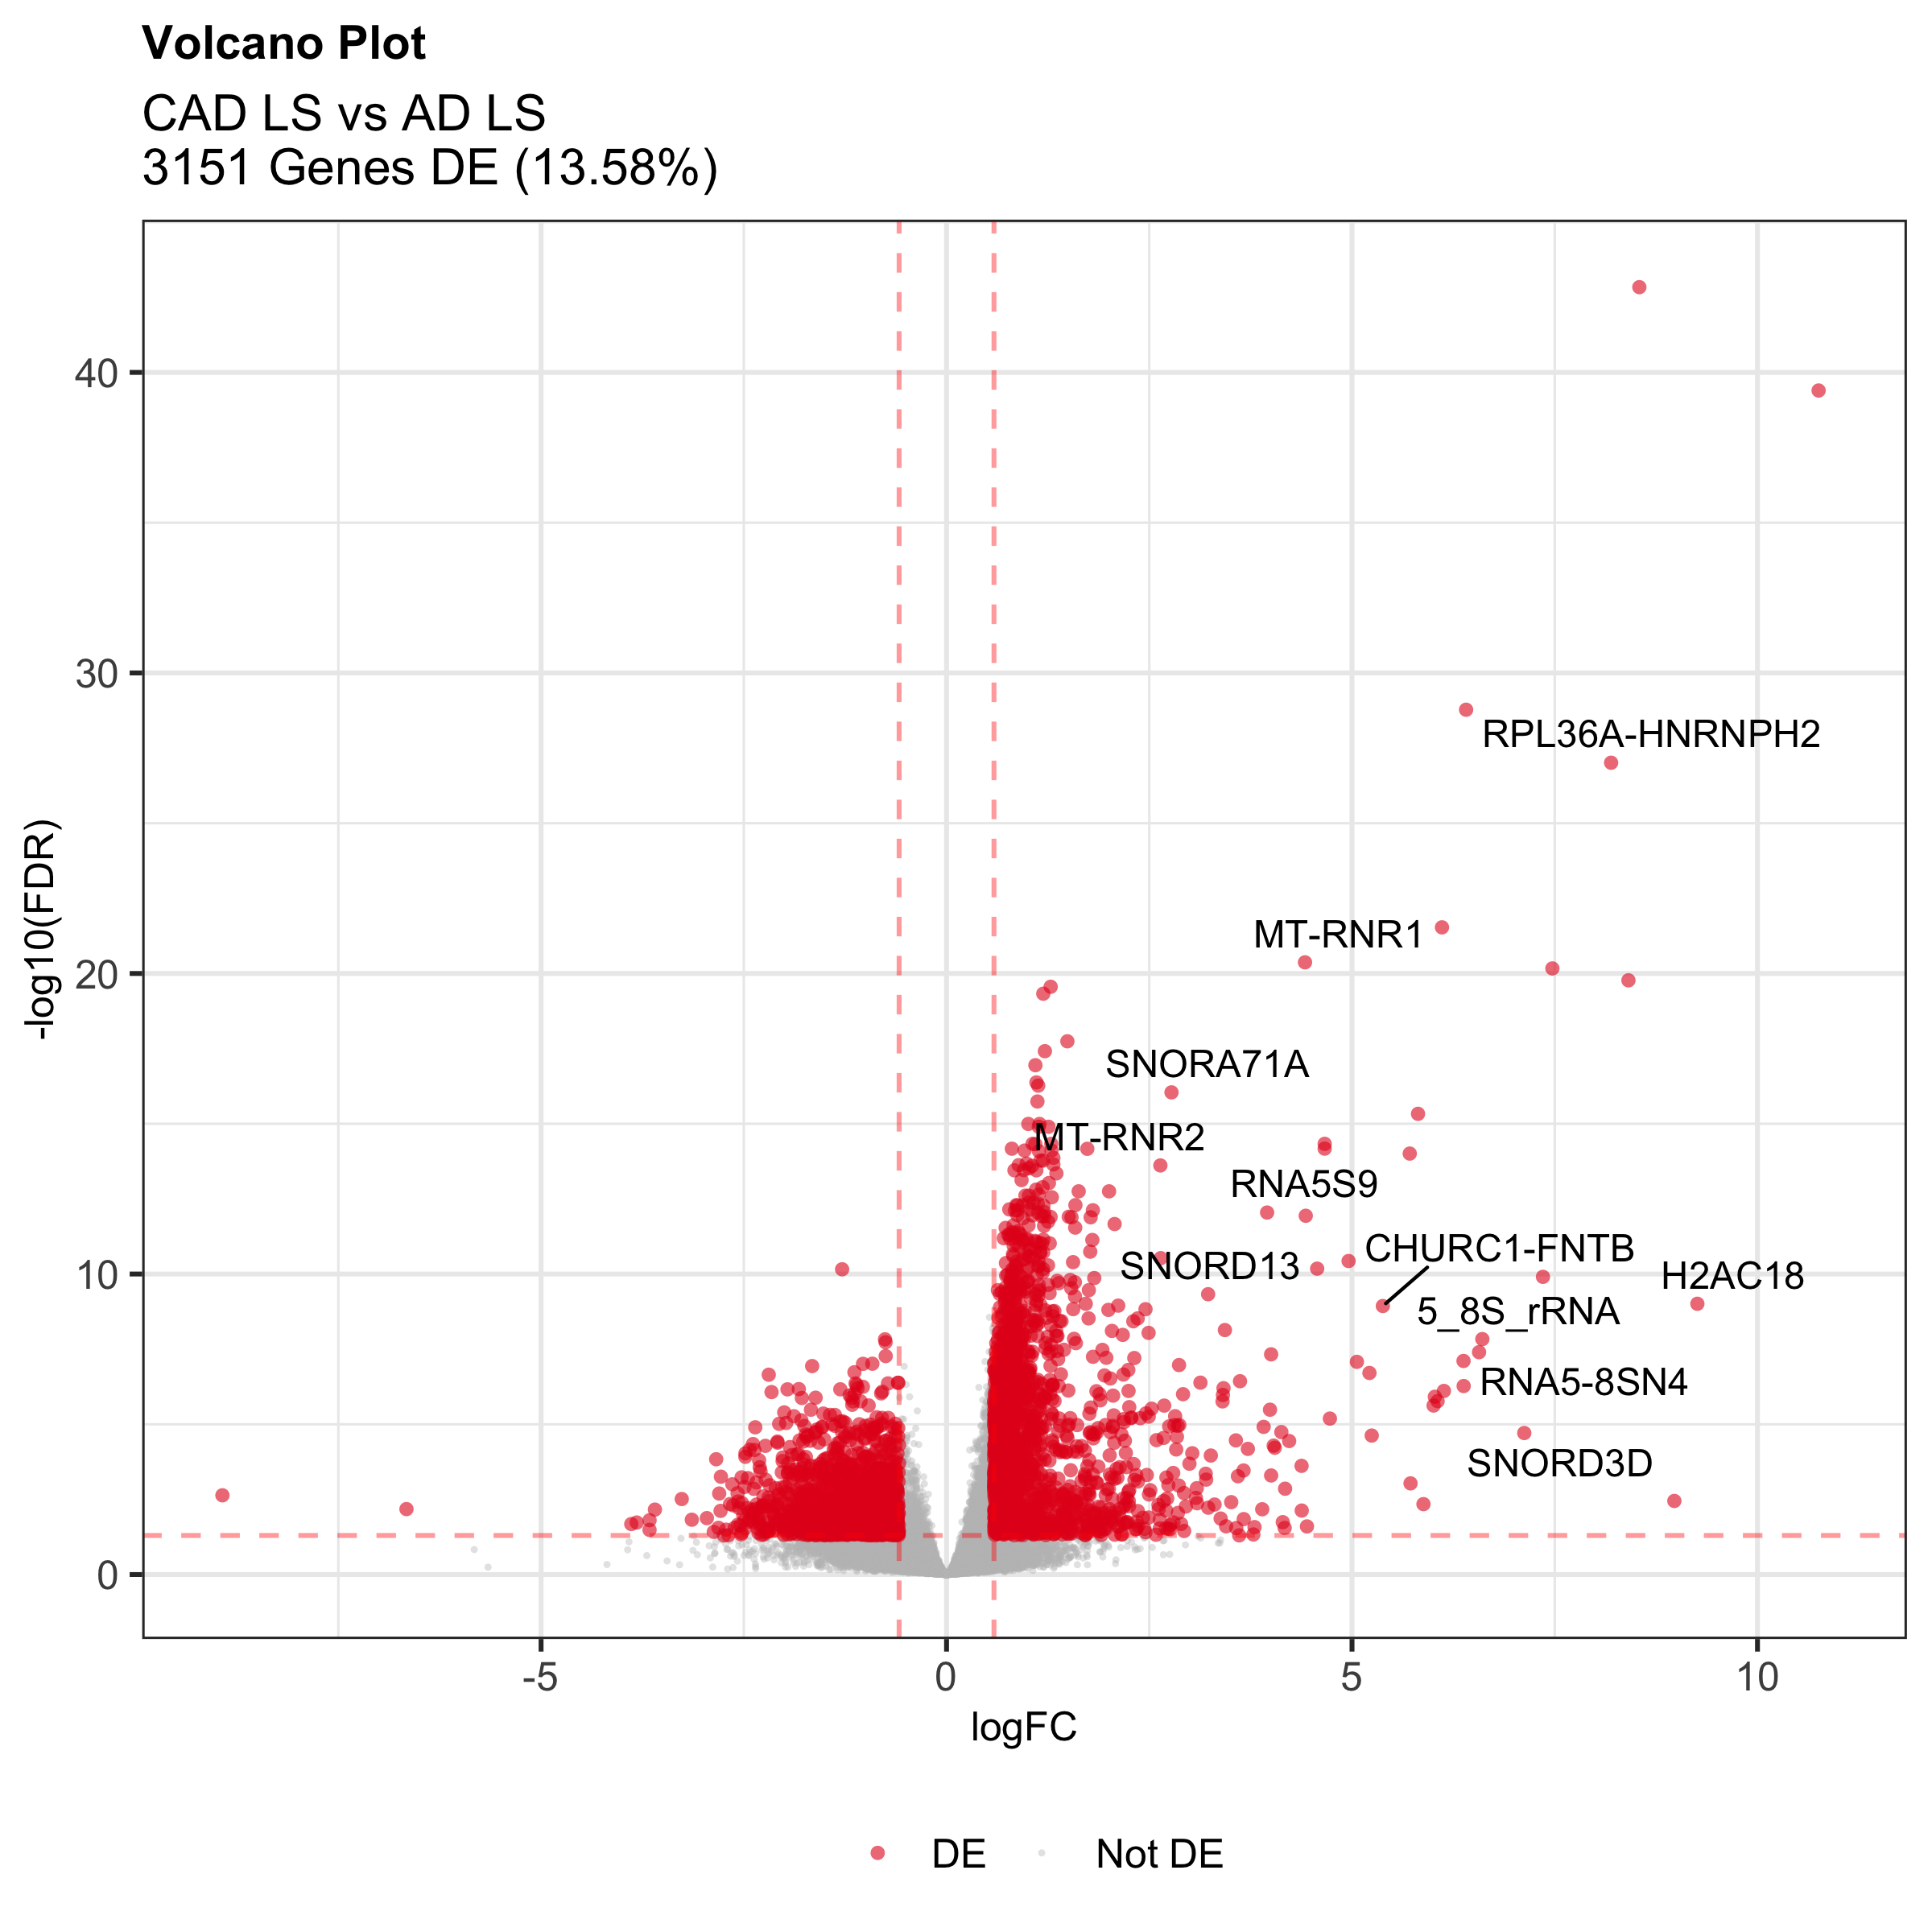 Volcano Plot
CAD LS vs AD LS
3151 Genes DE (13.58%)
40
30
20
10
0
-log10(FDR)
RPL36A-HNRNPH2
MT-RNR1
SNORA71A
MT-RNR2
RNA5S9
CHURC1-FNTB
SNORD13
H2AC18
5_8S_rRNA
RNA5-8SN4
SNORD3D
-5
0
5
10
logFC
DE
Not DE